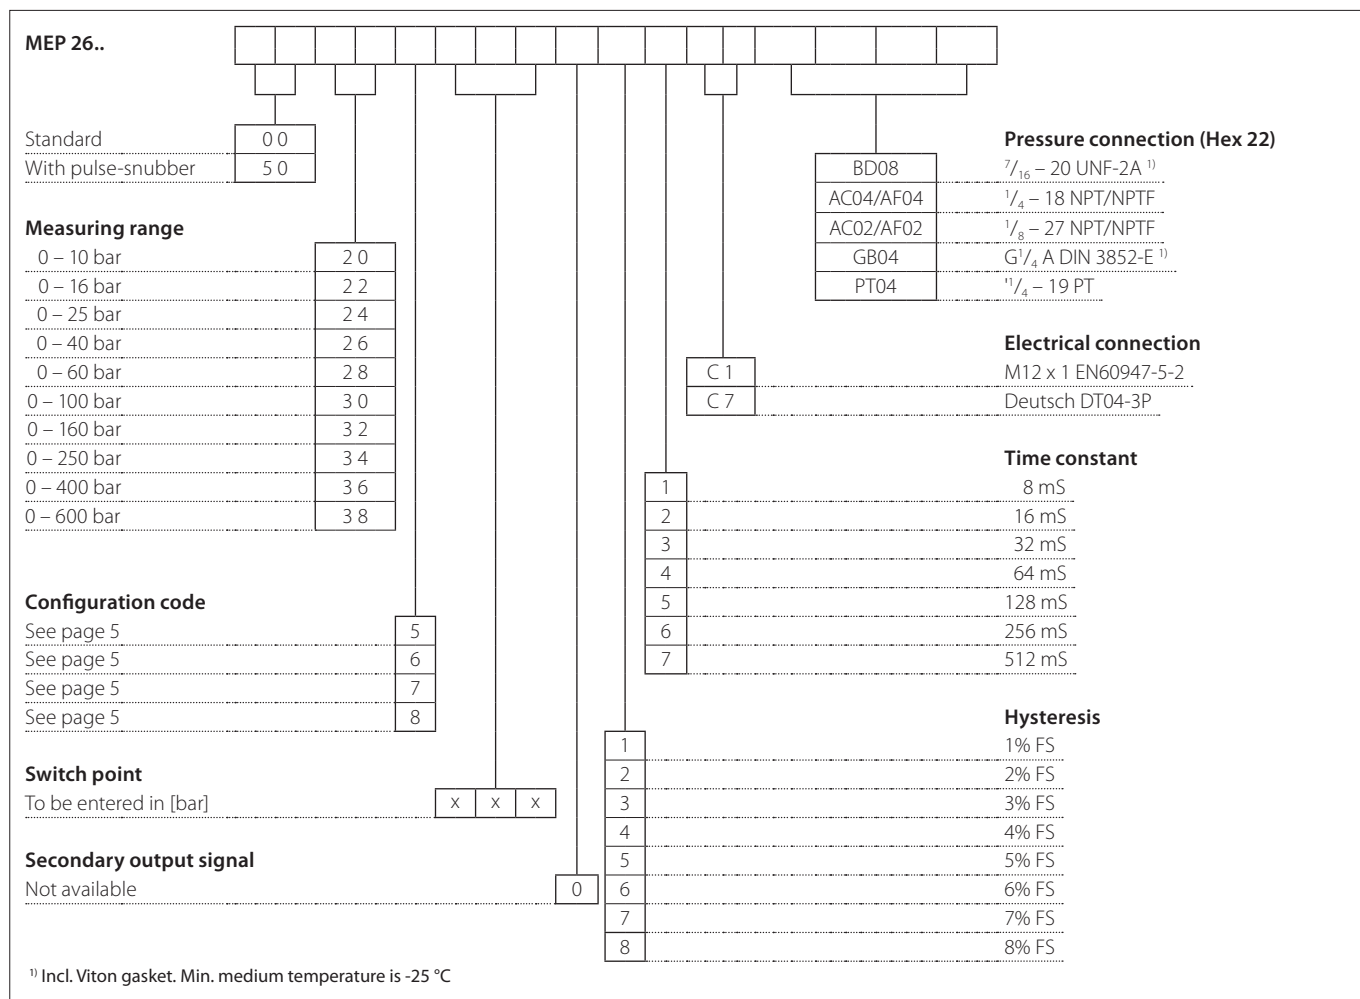 MEP 26..
Standard 0 0
With pulse-snubber 5 0
Measuring range
0 – 10 bar 2 0
0 – 16 bar 2 2
0 – 25 bar 2 4
0 – 40 bar 2 6
0 – 60 bar 2 8
0 – 100 bar 3 0
0 – 160 bar 3 2
0 – 250 bar 3 4
0 – 400 bar 3 6
0 – 600 bar 3 8
Configuration code
See page 5 5
See page 5 6
See page 5 7
See page 5 8
Switch point
To be entered in [bar] x x x
Secondary output signal
Not available 0
Pressure connection (Hex 22)
BD08 7/16 – 20 UNF-2A 1)
AC04/AF04 1/4 – 18 NPT/NPTF
AC02/AF02 1/8 – 27 NPT/NPTF
GB04 G1/4 A DIN 3852-E 1)
PT04 '1/4 – 19 PT
Electrical connection
C 1 M12 x 1 EN60947-5-2
C 7 Deutsch DT04-3P
Time constant
1 8 mS
2 16 mS
3 32 mS
4 64 mS
5 128 mS
6 256 mS
7 512 mS
Hysteresis
1 1% FS
2 2% FS
3 3% FS
4 4% FS
5 5% FS
6 6% FS
7 7% FS
8 8% FS
1) Incl. Viton gasket. Min. medium temperature is -25 °C